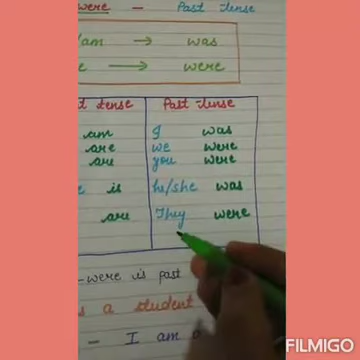 were - Past Tense
/am → was
→ were
tense Past Tense
am I was
are we were
are you were
is he/she was
are They were
-were is past
a student
- I am a
FILMIGO